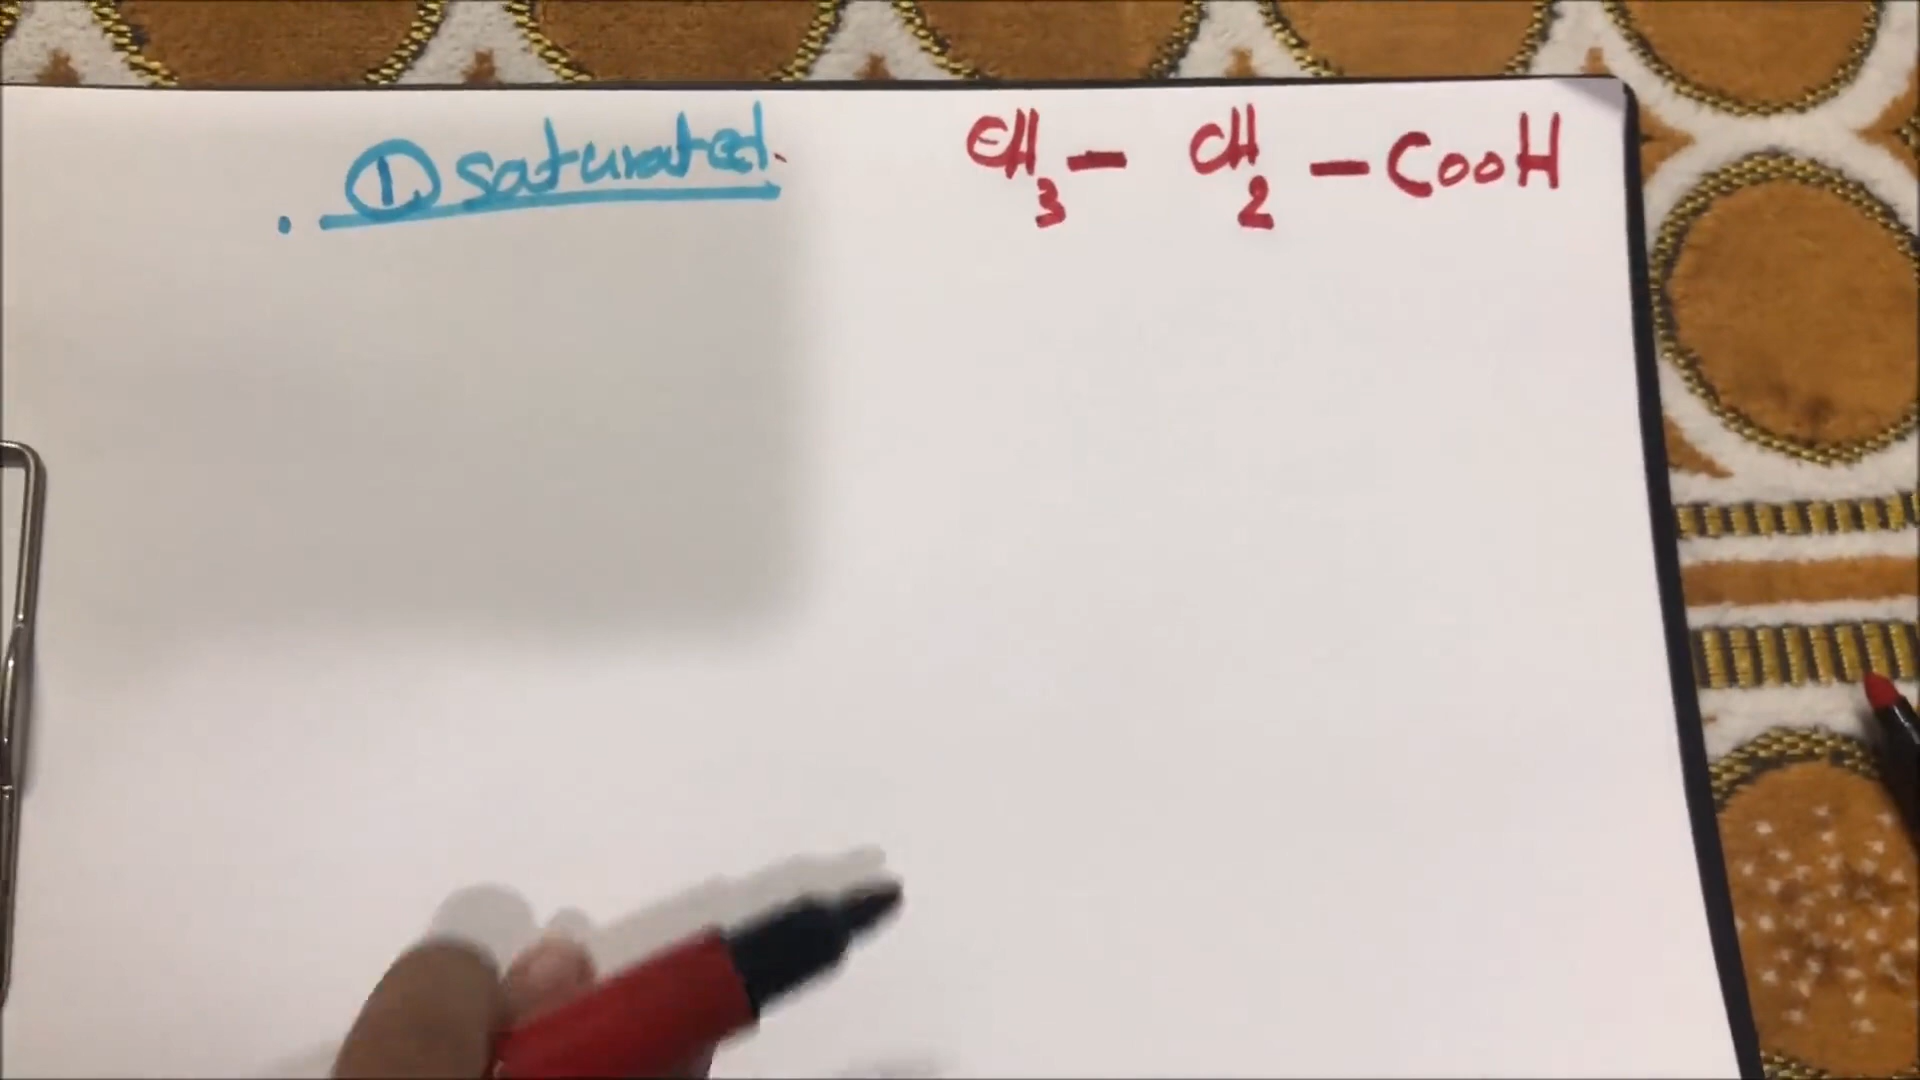 ① saturated.
CH3 - CH2 - COOH